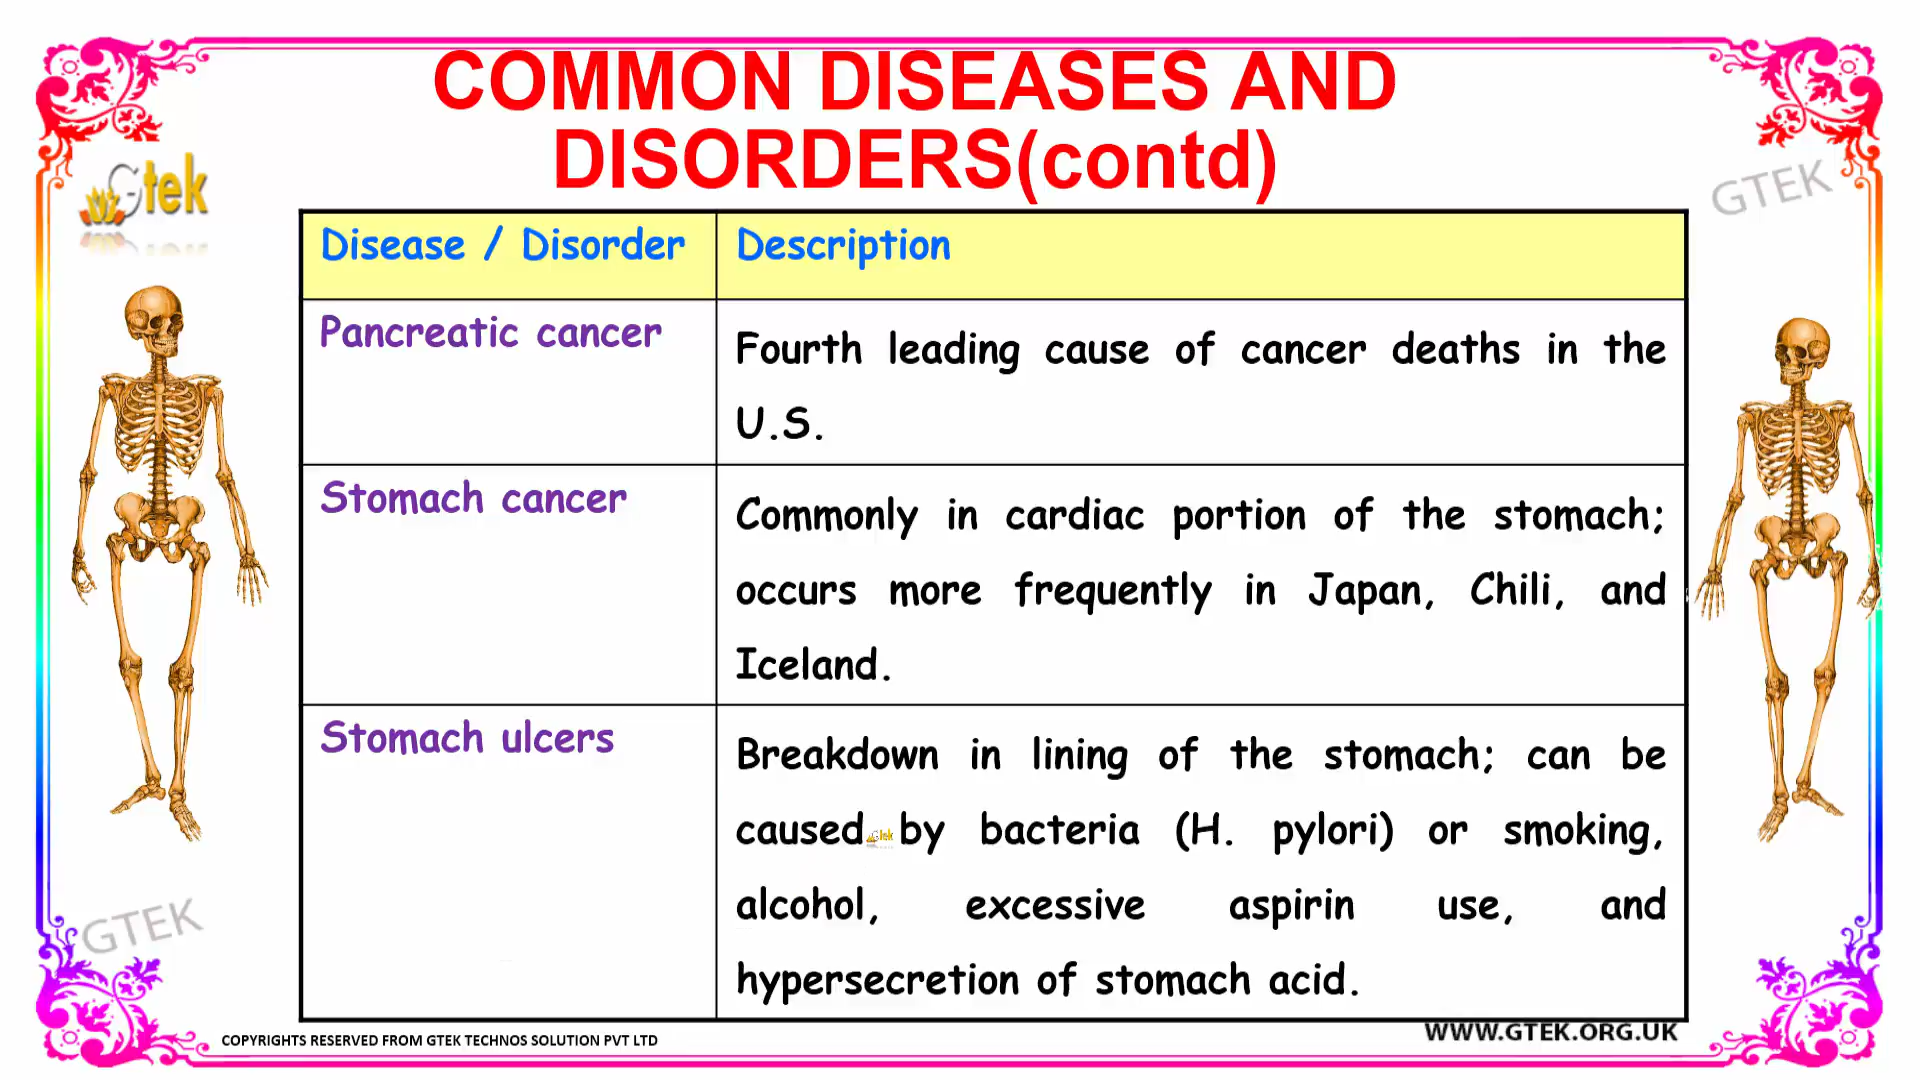 COMMON DISEASES AND
DISORDERS(contd)
Gtek
GTEK
Disease / Disorder
Description
Pancreatic cancer
Fourth leading cause of cancer deaths in the
U.S.
Stomach cancer
Commonly in cardiac portion of the stomach;
occurs more frequently in Japan, Chili, and
Iceland.
Stomach ulcers
Breakdown in lining of the stomach; can be
caused by bacteria (H. pylori) or smoking,
alcohol, excessive aspirin use, and
hypersecretion of stomach acid.
Gtek
GTEK
COPYRIGHTS RESERVED FROM GTEK TECHNOS SOLUTION PVT LTD
WWW.GTEK.ORG.UK